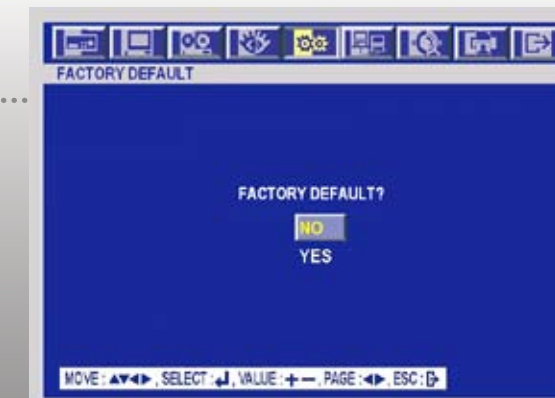 FACTORY DEFAULT
FACTORY DEFAULT?
NO
YES
MOVE : ▲▼◀▶ , SELECT : ↲ , VALUE : + − , PAGE : ◀▶ , ESC :